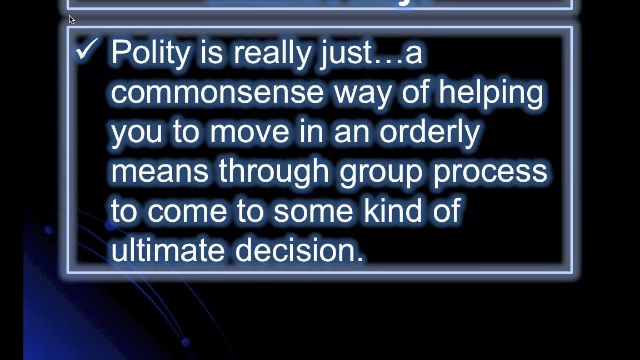 ✓ Polity is really just…a
commonsense way of helping
you to move in an orderly
means through group process
to come to some kind of
ultimate decision.